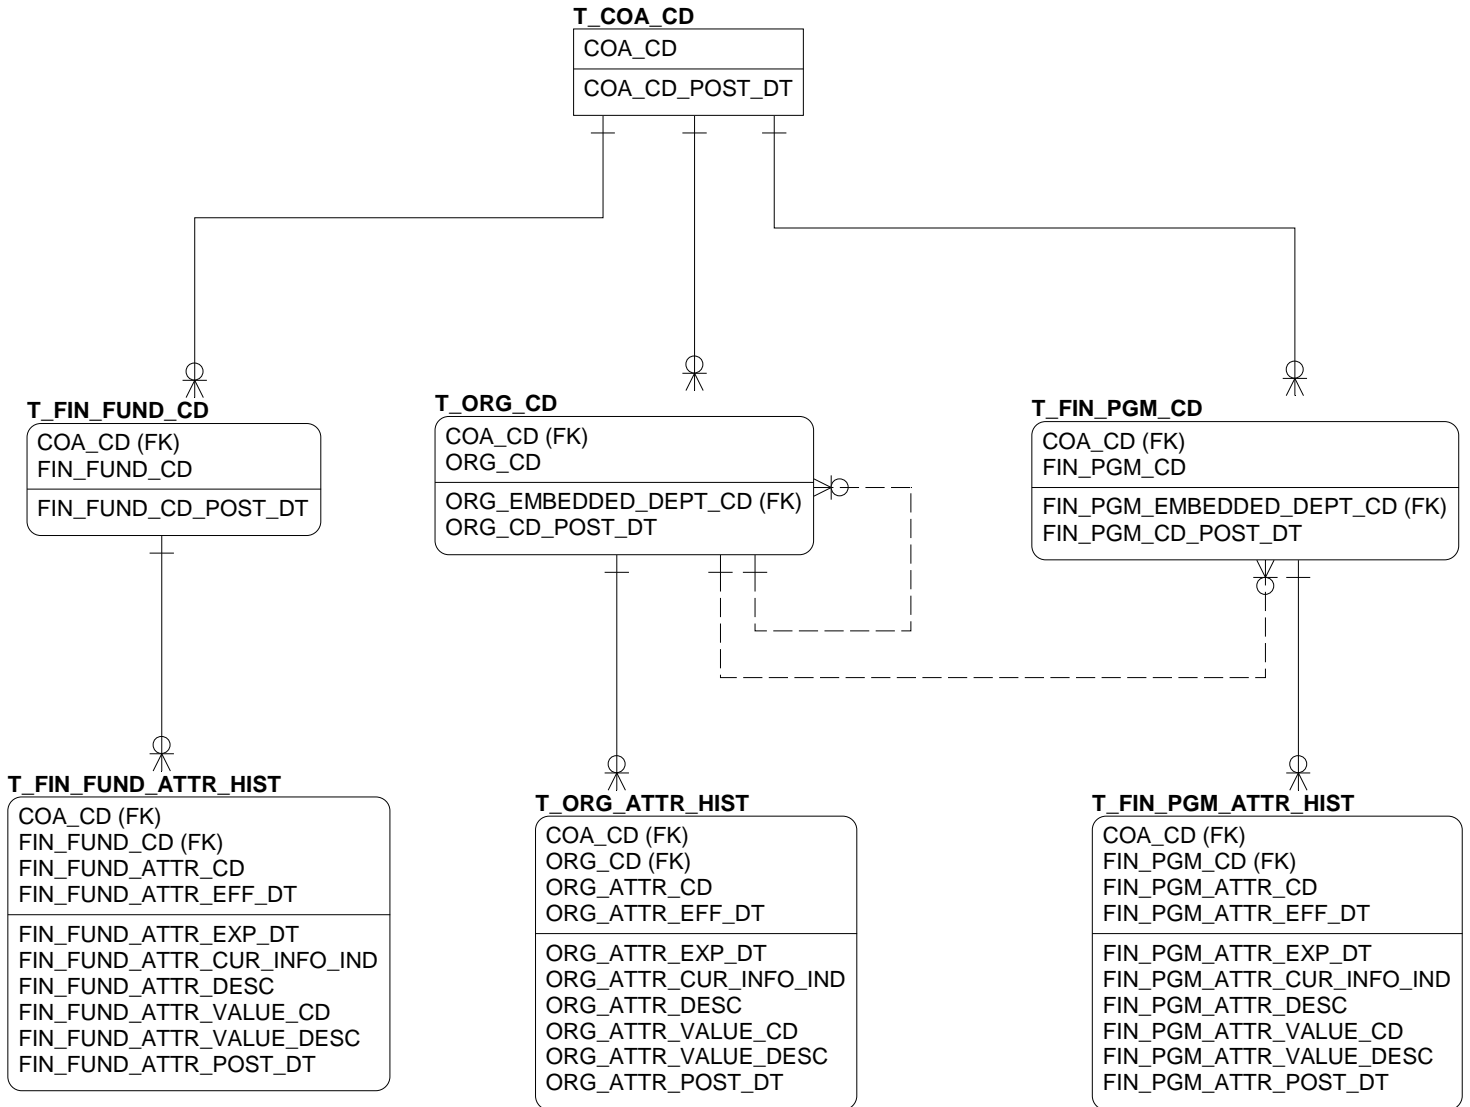 T_COA_CD
COA_CD
COA_CD_POST_DT
T_FIN_FUND_CD
COA_CD (FK)
FIN_FUND_CD
FIN_FUND_CD_POST_DT
T_ORG_CD
COA_CD (FK)
ORG_CD
ORG_EMBEDDED_DEPT_CD (FK)
ORG_CD_POST_DT
T_FIN_PGM_CD
COA_CD (FK)
FIN_PGM_CD
FIN_PGM_EMBEDDED_DEPT_CD (FK)
FIN_PGM_CD_POST_DT
T_FIN_FUND_ATTR_HIST
COA_CD (FK)
FIN_FUND_CD (FK)
FIN_FUND_ATTR_CD
FIN_FUND_ATTR_EFF_DT
FIN_FUND_ATTR_EXP_DT
FIN_FUND_ATTR_CUR_INFO_IND
FIN_FUND_ATTR_DESC
FIN_FUND_ATTR_VALUE_CD
FIN_FUND_ATTR_VALUE_DESC
FIN_FUND_ATTR_POST_DT
T_ORG_ATTR_HIST
COA_CD (FK)
ORG_CD (FK)
ORG_ATTR_CD
ORG_ATTR_EFF_DT
ORG_ATTR_EXP_DT
ORG_ATTR_CUR_INFO_IND
ORG_ATTR_DESC
ORG_ATTR_VALUE_CD
ORG_ATTR_VALUE_DESC
ORG_ATTR_POST_DT
T_FIN_PGM_ATTR_HIST
COA_CD (FK)
FIN_PGM_CD (FK)
FIN_PGM_ATTR_CD
FIN_PGM_ATTR_EFF_DT
FIN_PGM_ATTR_EXP_DT
FIN_PGM_ATTR_CUR_INFO_IND
FIN_PGM_ATTR_DESC
FIN_PGM_ATTR_VALUE_CD
FIN_PGM_ATTR_VALUE_DESC
FIN_PGM_ATTR_POST_DT